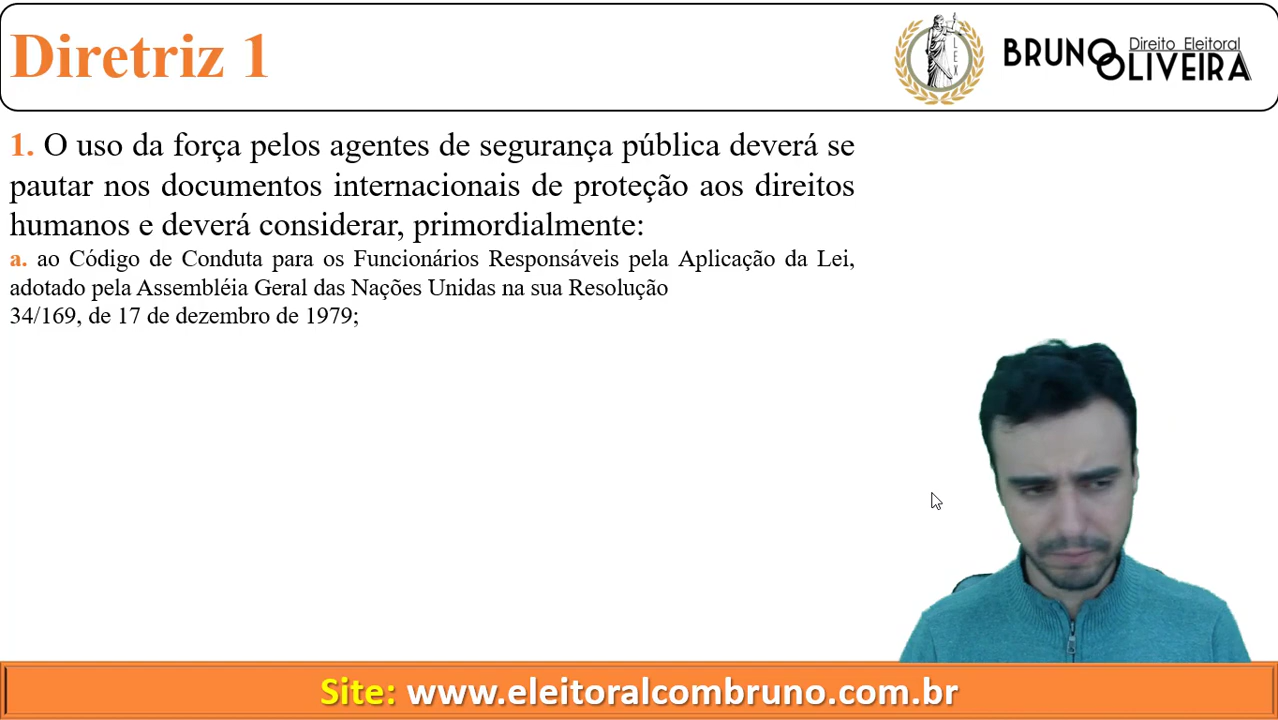 Diretriz 1
LEX
BRUNO
Direito Eleitoral
OLIVEIRA
1. O uso da força pelos agentes de segurança pública deverá se
pautar nos documentos internacionais de proteção aos direitos
humanos e deverá considerar, primordialmente:
a. ao Código de Conduta para os Funcionários Responsáveis pela Aplicação da Lei,
adotado pela Assembléia Geral das Nações Unidas na sua Resolução
34/169, de 17 de dezembro de 1979;
Site: www.eleitoralcombruno.com.br